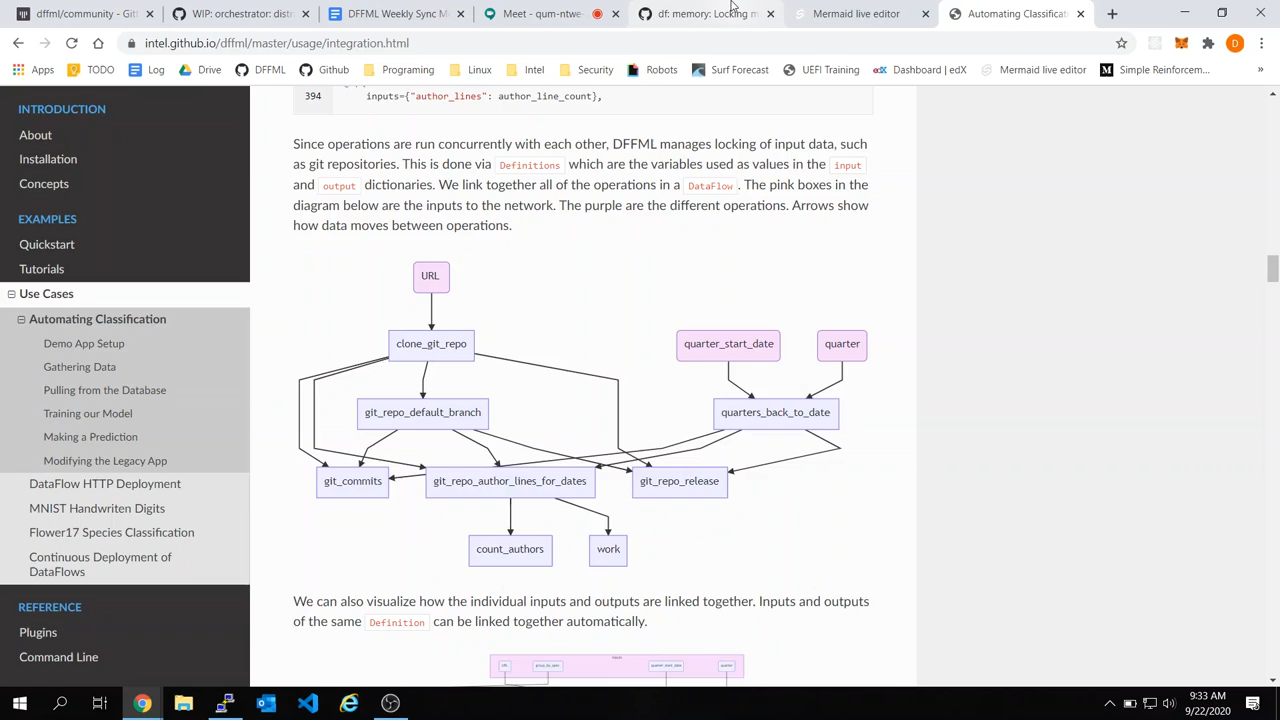 dffml/community - Gitt
WIP: orchestrator: distri
DFFML Weekly Sync M
Meet - qum-ntwe-
df: memory: Locking m
Mermaid live editor
Automating Classificati
intel.github.io/dffml/master/usage/integration.html
D
Apps
TODO
Log
Drive
DFFML
Github
Programing
Linux
Intel
Security
Robots
Surf Forecast
UEFI Training
Dashboard | edX
Mermaid live editor
Simple Reinforcem...
INTRODUCTION
About
Installation
Concepts
EXAMPLES
Quickstart
Tutorials
Use Cases
Automating Classification
Demo App Setup
Gathering Data
Pulling from the Database
Training our Model
Making a Prediction
Modifying the Legacy App
DataFlow HTTP Deployment
MNIST Handwriten Digits
Flower17 Species Classification
Continuous Deployment of
DataFlows
REFERENCE
Plugins
Command Line
394 inputs={"author_lines": author_line_count},
Since operations are run concurrently with each other, DFFML manages locking of input data, such
as git repositories. This is done via Definitions which are the variables used as values in the input
and output dictionaries. We link together all of the operations in a DataFlow. The pink boxes in the
diagram below are the inputs to the network. The purple are the different operations. Arrows show
how data moves between operations.
URL
clone_git_repo
quarter_start_date
quarter
git_repo_default_branch
quarters_back_to_date
git_commits
git_repo_author_lines_for_dates
git_repo_release
count_authors
work
We can also visualize how the individual inputs and outputs are linked together. Inputs and outputs
of the same Definition can be linked together automatically.
9:33 AM
9/22/2020